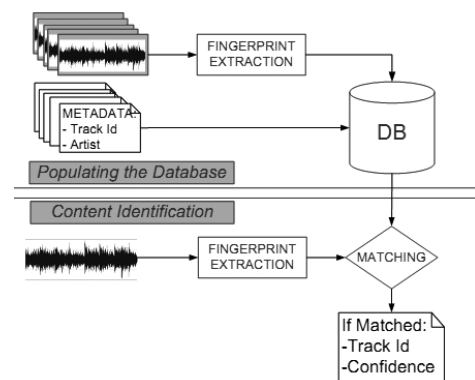 FINGERPRINT
EXTRACTION
METADATA:
- Track Id
- Artist
DB
Populating the Database
Content Identification
FINGERPRINT
EXTRACTION
MATCHING
If Matched:
-Track Id
-Confidence